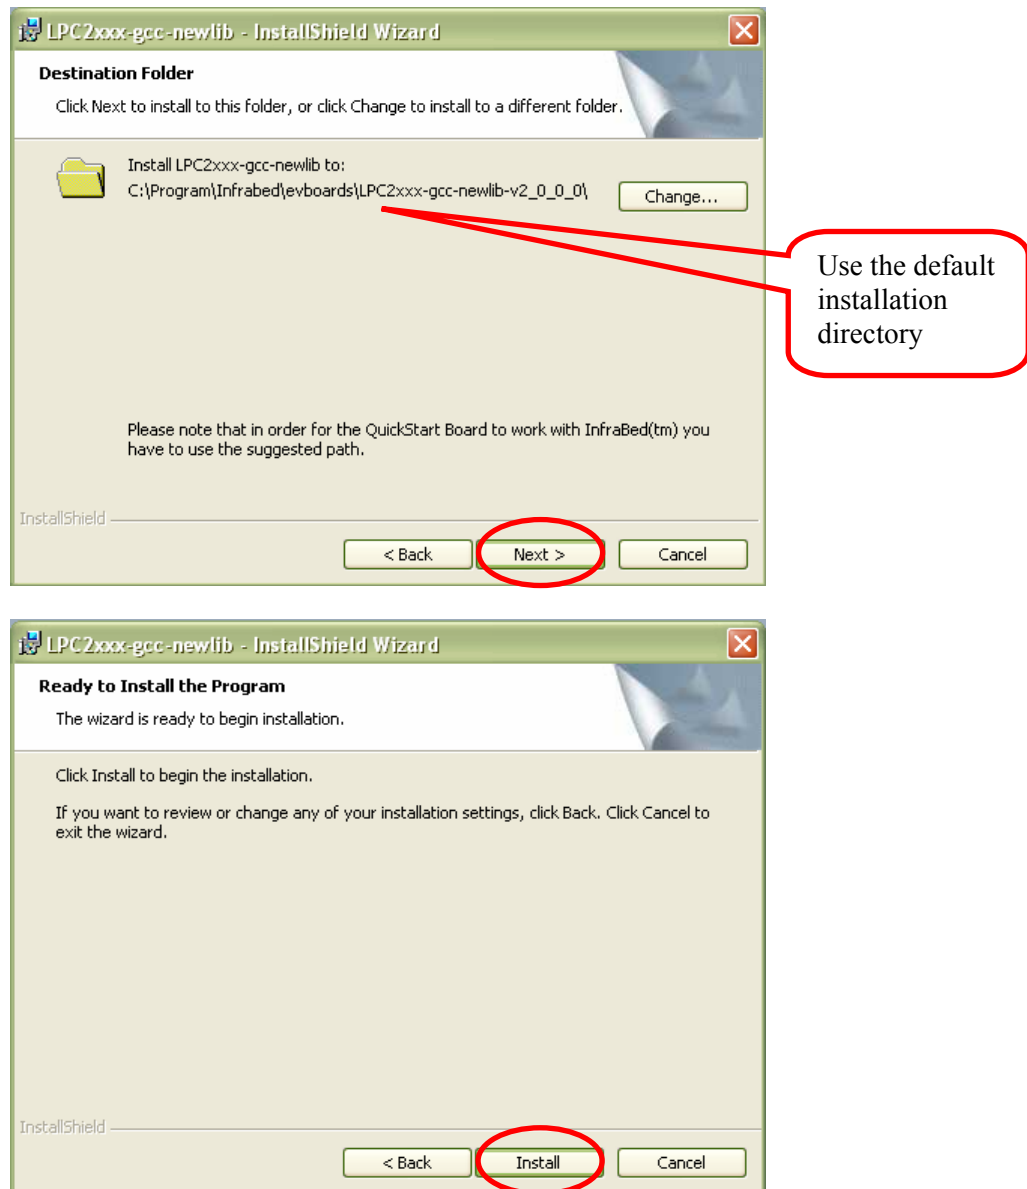 LPC2xxx-gcc-newlib - InstallShield Wizard
Destination Folder
Click Next to install to this folder, or click Change to install to a different folder.
Install LPC2xxx-gcc-newlib to:
C:\Program\Infrabed\evboards\LPC2xxx-gcc-newlib-v2_0_0_0\
Change...
Use the default
installation
directory
Please note that in order for the QuickStart Board to work with InfraBed(tm) you
have to use the suggested path.
InstallShield
< Back
Next >
Cancel
LPC2xxx-gcc-newlib - InstallShield Wizard
Ready to Install the Program
The wizard is ready to begin installation.
Click Install to begin the installation.
If you want to review or change any of your installation settings, click Back. Click Cancel to
exit the wizard.
InstallShield
< Back
Install
Cancel